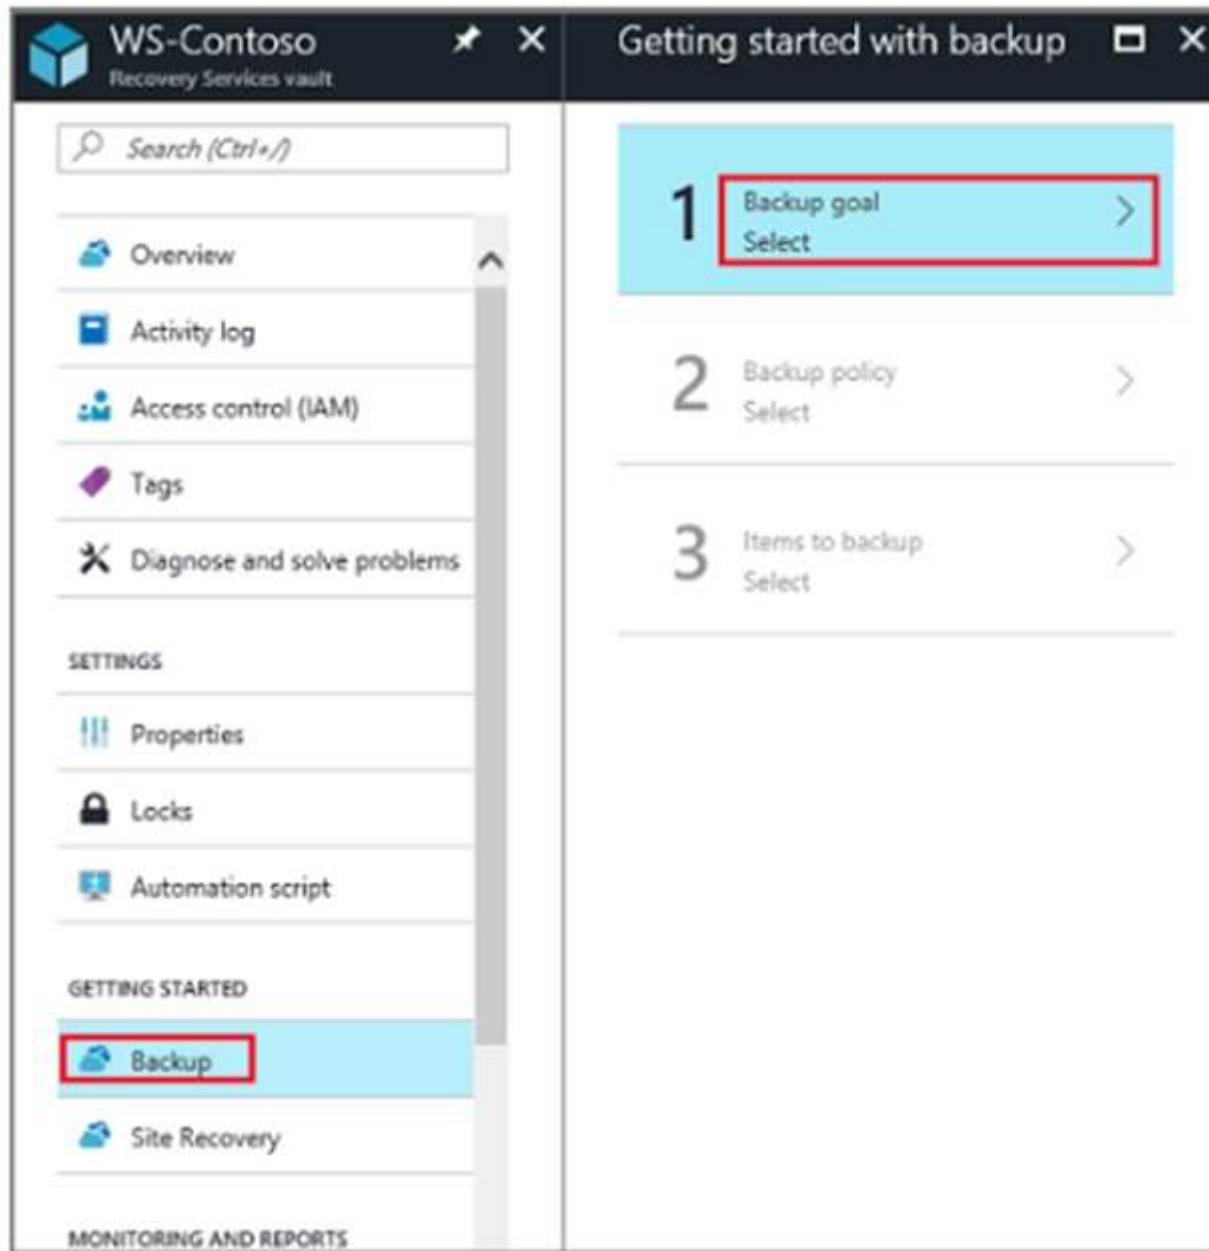 WS-Contoso
Recovery Services vault
Search (Ctrl+/)
Overview
Activity log
Access control (IAM)
Tags
Diagnose and solve problems
SETTINGS
Properties
Locks
Automation script
GETTING STARTED
Backup
Site Recovery
MONITORING AND REPORTS
Getting started with backup
1
Backup goal
Select
2
Backup policy
Select
3
Items to backup
Select